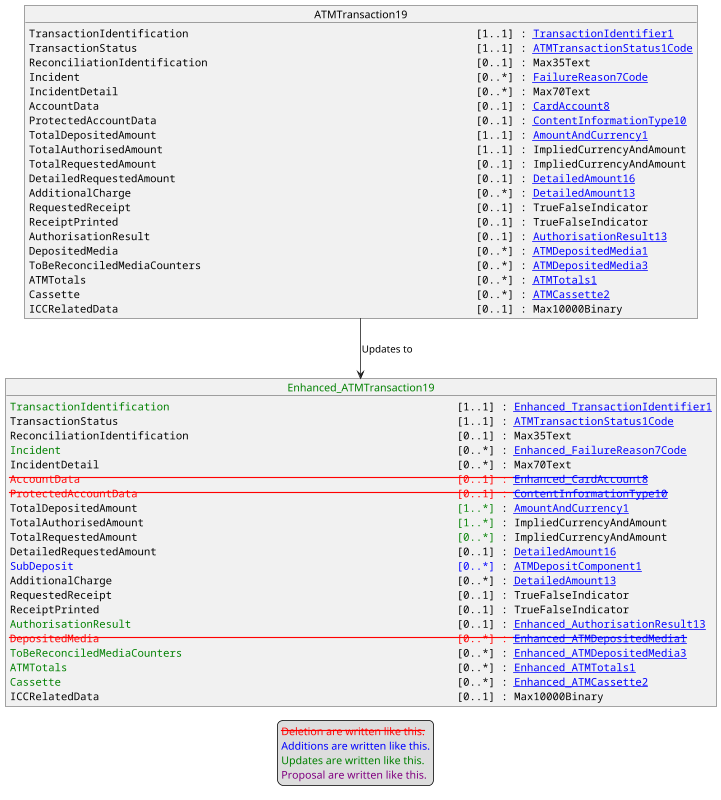 ATMTransaction19
TransactionIdentification [1..1] : TransactionIdentifier1
TransactionStatus [1..1] : ATMTransactionStatus1Code
ReconciliationIdentification [0..1] : Max35Text
Incident [0..*] : FailureReason7Code
IncidentDetail [0..*] : Max70Text
AccountData [0..1] : CardAccount8
ProtectedAccountData [0..1] : ContentInformationType10
TotalDepositedAmount [1..1] : AmountAndCurrency1
TotalAuthorisedAmount [1..1] : ImpliedCurrencyAndAmount
TotalRequestedAmount [0..1] : ImpliedCurrencyAndAmount
DetailedRequestedAmount [0..1] : DetailedAmount16
AdditionalCharge [0..*] : DetailedAmount13
RequestedReceipt [0..1] : TrueFalseIndicator
ReceiptPrinted [0..1] : TrueFalseIndicator
AuthorisationResult [0..1] : AuthorisationResult13
DepositedMedia [0..*] : ATMDepositedMedia1
ToBeReconciledMediaCounters [0..*] : ATMDepositedMedia3
ATMTotals [0..*] : ATMTotals1
Cassette [0..*] : ATMCassette2
ICCRelatedData [0..1] : Max10000Binary
Updates to
Enhanced_ATMTransaction19
TransactionIdentification [1..1] : Enhanced_TransactionIdentifier1
TransactionStatus [1..1] : ATMTransactionStatus1Code
ReconciliationIdentification [0..1] : Max35Text
Incident [0..*] : Enhanced_FailureReason7Code
IncidentDetail [0..*] : Max70Text
AccountData [0..1] : Enhanced_CardAccount8
ProtectedAccountData [0..1] : ContentInformationType10
TotalDepositedAmount [1..*] : AmountAndCurrency1
TotalAuthorisedAmount [1..*] : ImpliedCurrencyAndAmount
TotalRequestedAmount [0..*] : ImpliedCurrencyAndAmount
DetailedRequestedAmount [0..1] : DetailedAmount16
SubDeposit [0..*] : ATMDepositComponent1
AdditionalCharge [0..*] : DetailedAmount13
RequestedReceipt [0..1] : TrueFalseIndicator
ReceiptPrinted [0..1] : TrueFalseIndicator
AuthorisationResult [0..1] : Enhanced_AuthorisationResult13
DepositedMedia [0..*] : Enhanced_ATMDepositedMedia1
ToBeReconciledMediaCounters [0..*] : Enhanced_ATMDepositedMedia3
ATMTotals [0..*] : Enhanced_ATMTotals1
Cassette [0..*] : Enhanced_ATMCassette2
ICCRelatedData [0..1] : Max10000Binary
Deletion are written like this.
Additions are written like this.
Updates are written like this.
Proposal are written like this.